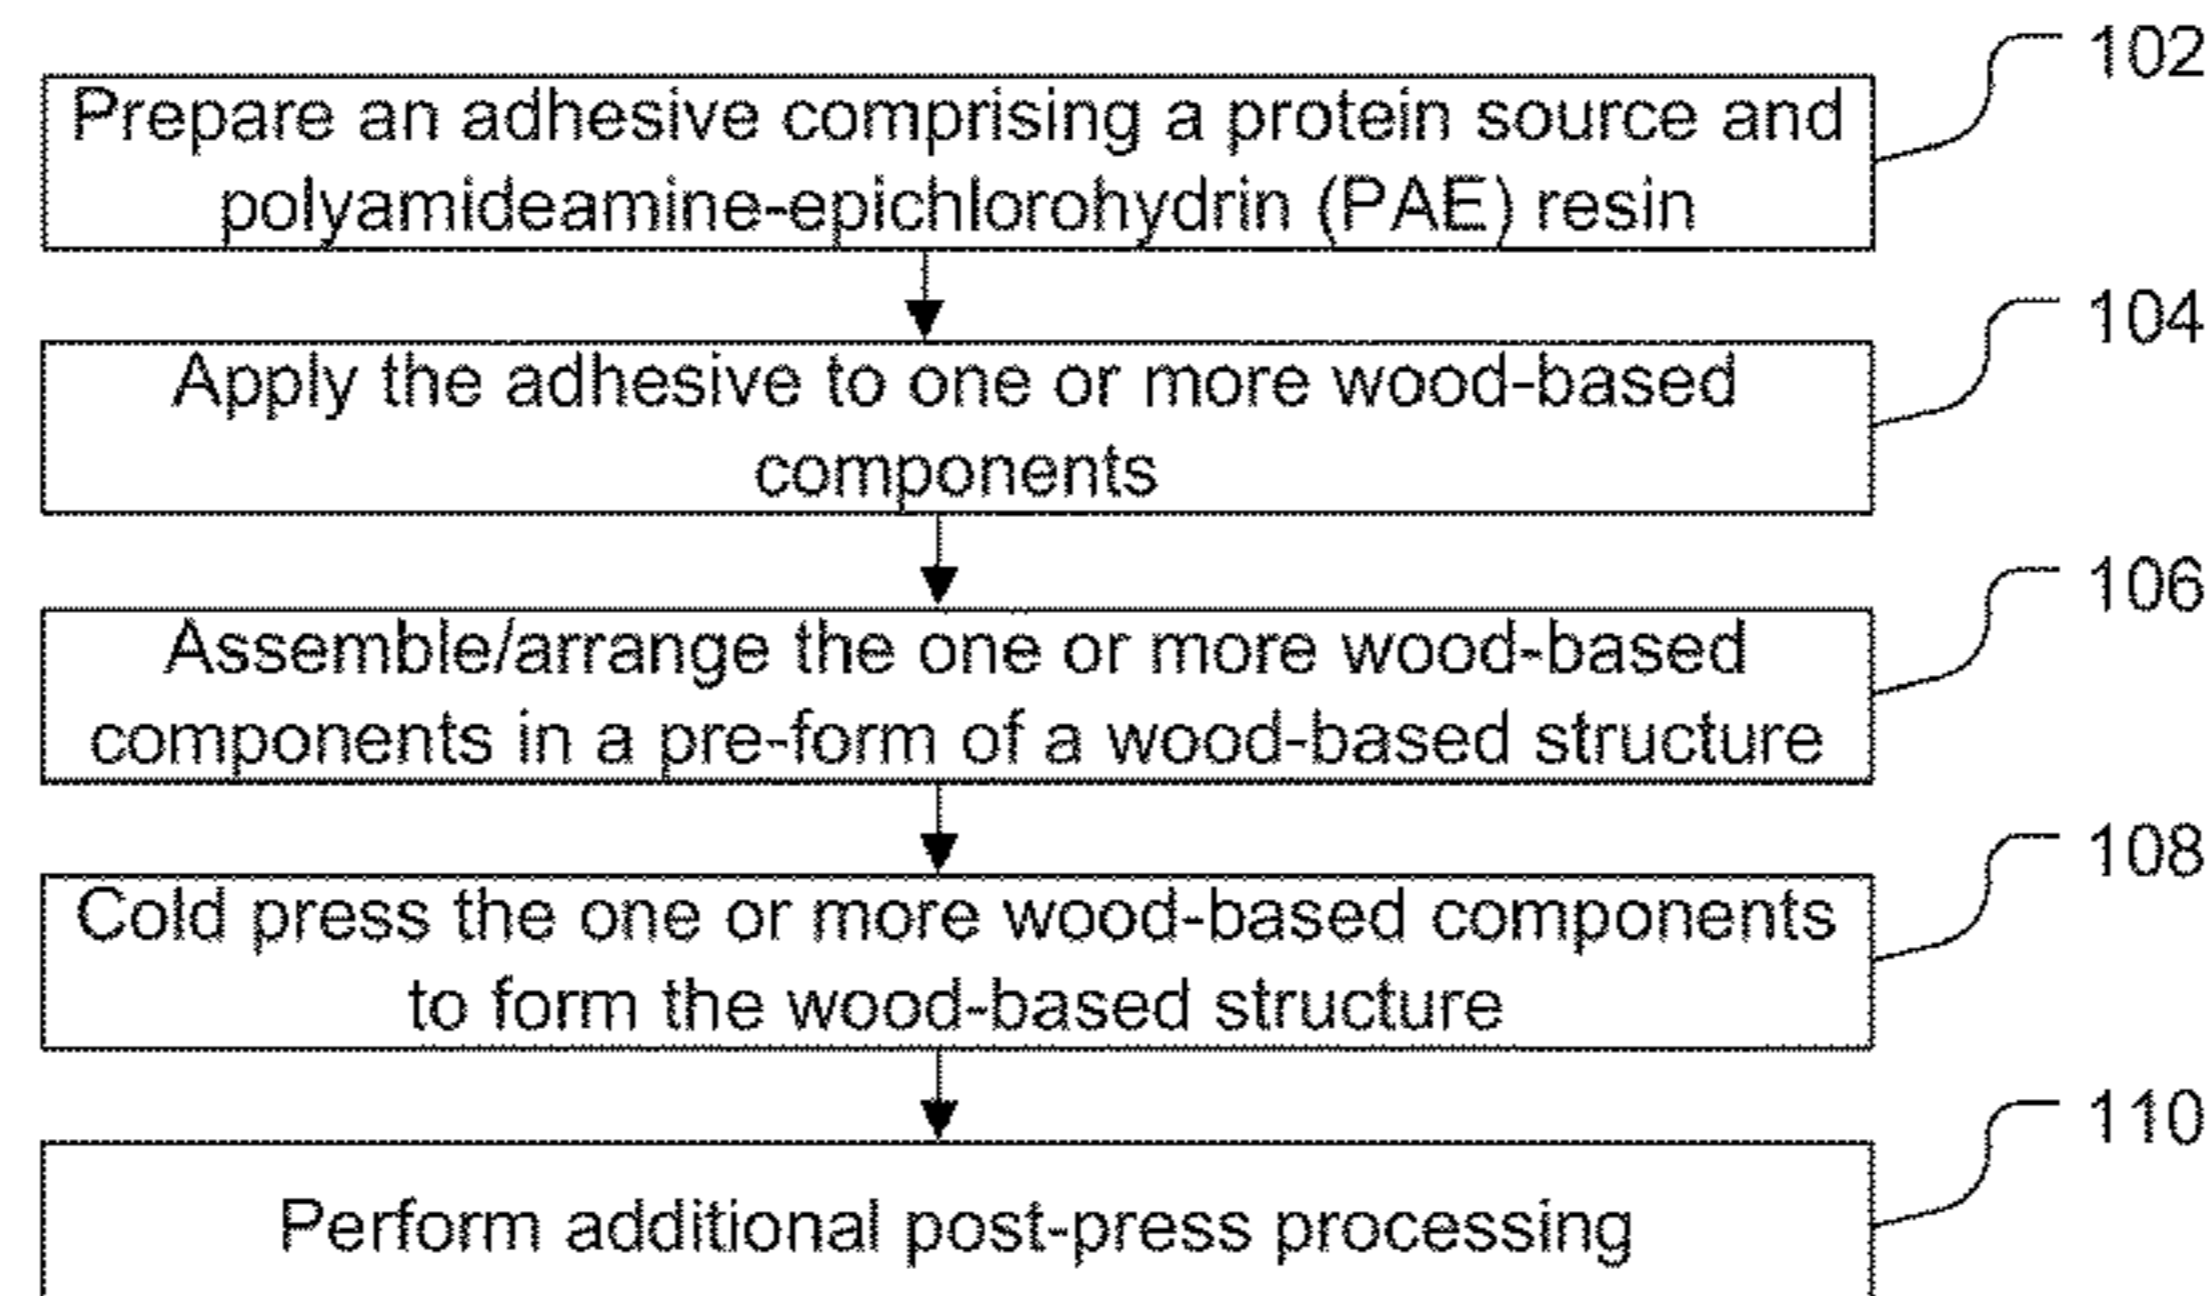 102
Prepare an adhesive comprising a protein source and
polyamideamine-epichlorohydrin (PAE) resin
104
Apply the adhesive to one or more wood-based
components
106
Assemble/arrange the one or more wood-based
components in a pre-form of a wood-based structure
108
Cold press the one or more wood-based components
to form the wood-based structure
110
Perform additional post-press processing